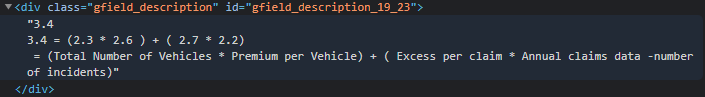 ▼<div class="gfield_description" id="gfield_description_19_23">
"3.4
3.4 = (2.3 * 2.6 ) + ( 2.7 * 2.2)
= (Total Number of Vehicles * Premium per Vehicle) + ( Excess per claim * Annual claims data -number
of incidents)"
</div>